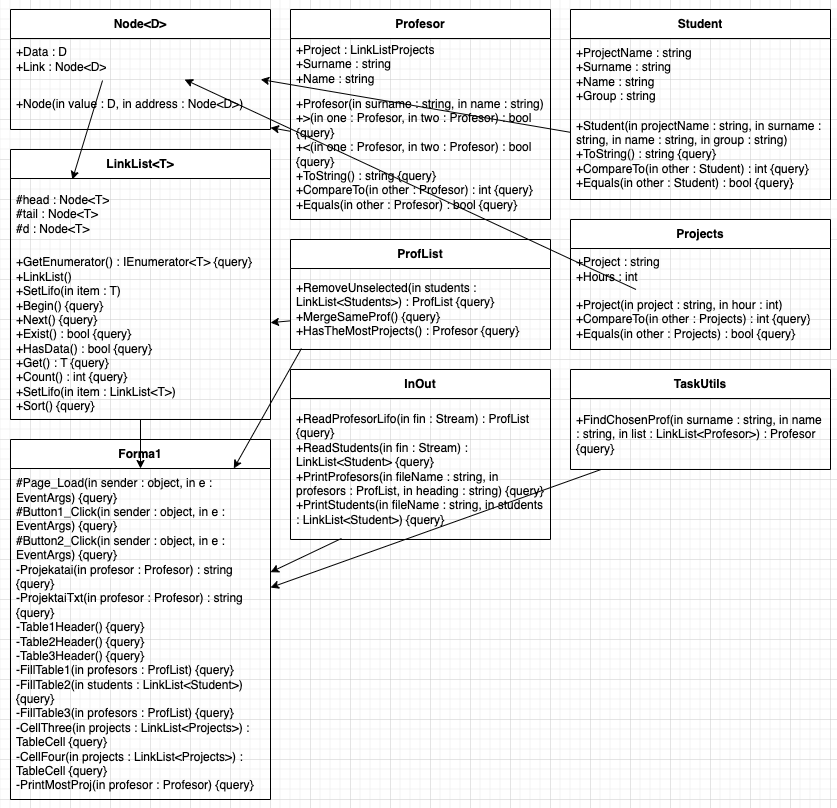 Node<D>
+Data : D
+Link : Node<D>
+Node(in value : D, in address : Node<D>)
LinkList<T>
#head : Node<T>
#tail : Node<T>
#d : Node<T>
+GetEnumerator() : IEnumerator<T> {query}
+LinkList()
+SetLifo(in item : T)
+Begin() {query}
+Next() {query}
+Exist() : bool {query}
+HasData() : bool {query}
+Get() : T {query}
+Count() : int {query}
+SetLifo(in item : LinkList<T>)
+Sort() {query}
Forma1
#Page_Load(in sender : object, in e :
EventArgs) {query}
#Button1_Click(in sender : object, in e :
EventArgs) {query}
#Button2_Click(in sender : object, in e :
EventArgs) {query}
-Projekatai(in profesor : Profesor) : string
{query}
-ProjektaiTxt(in profesor : Profesor) : string
{query}
-Table1Header() {query}
-Table2Header() {query}
-Table3Header() {query}
-FillTable1(in profesors : ProfList) {query}
-FillTable2(in students : LinkList<Student>)
{query}
-FillTable3(in profesors : ProfList) {query}
-CellThree(in projects : LinkList<Projects>) :
TableCell {query}
-CellFour(in projects : LinkList<Projects>) :
TableCell {query}
-PrintMostProj(in profesor : Profesor) {query}
Profesor
+Project : LinkListProjects
+Surname : string
+Name : string
+Profesor(in surname : string, in name : string)
+>(in one : Profesor, in two : Profesor) : bool
{query}
+<(in one : Profesor, in two : Profesor) : bool
{query}
+ToString() : string {query}
+CompareTo(in other : Profesor) : int {query}
+Equals(in other : Profesor) : bool {query}
ProfList
+RemoveUnselected(in students :
LinkList<Students>) : ProfList {query}
+MergeSameProf() {query}
+HasTheMostProjects() : Profesor {query}
InOut
+ReadProfesorLifo(in fin : Stream) : ProfList
{query}
+ReadStudents(in fin : Stream) :
LinkList<Student> {query}
+PrintProfesors(in fileName : string, in
profesors : ProfList, in heading : string) {query}
+PrintStudents(in fileName : string, in students
: LinkList<Student>) {query}
Student
+ProjectName : string
+Surname : string
+Name : string
+Group : string
+Student(in projectName : string, in surname :
string, in name : string, in group : string)
+ToString() : string {query}
+CompareTo(in other : Student) : int {query}
+Equals(in other : Student) : bool {query}
Projects
+Project : string
+Hours : int
+Project(in project : string, in hour : int)
+CompareTo(in other : Projects) : int {query}
+Equals(in other : Projects) : bool {query}
TaskUtils
+FindChosenProf(in surname : string, in name
: string, in list : LinkList<Profesor>) : Profesor
{query}